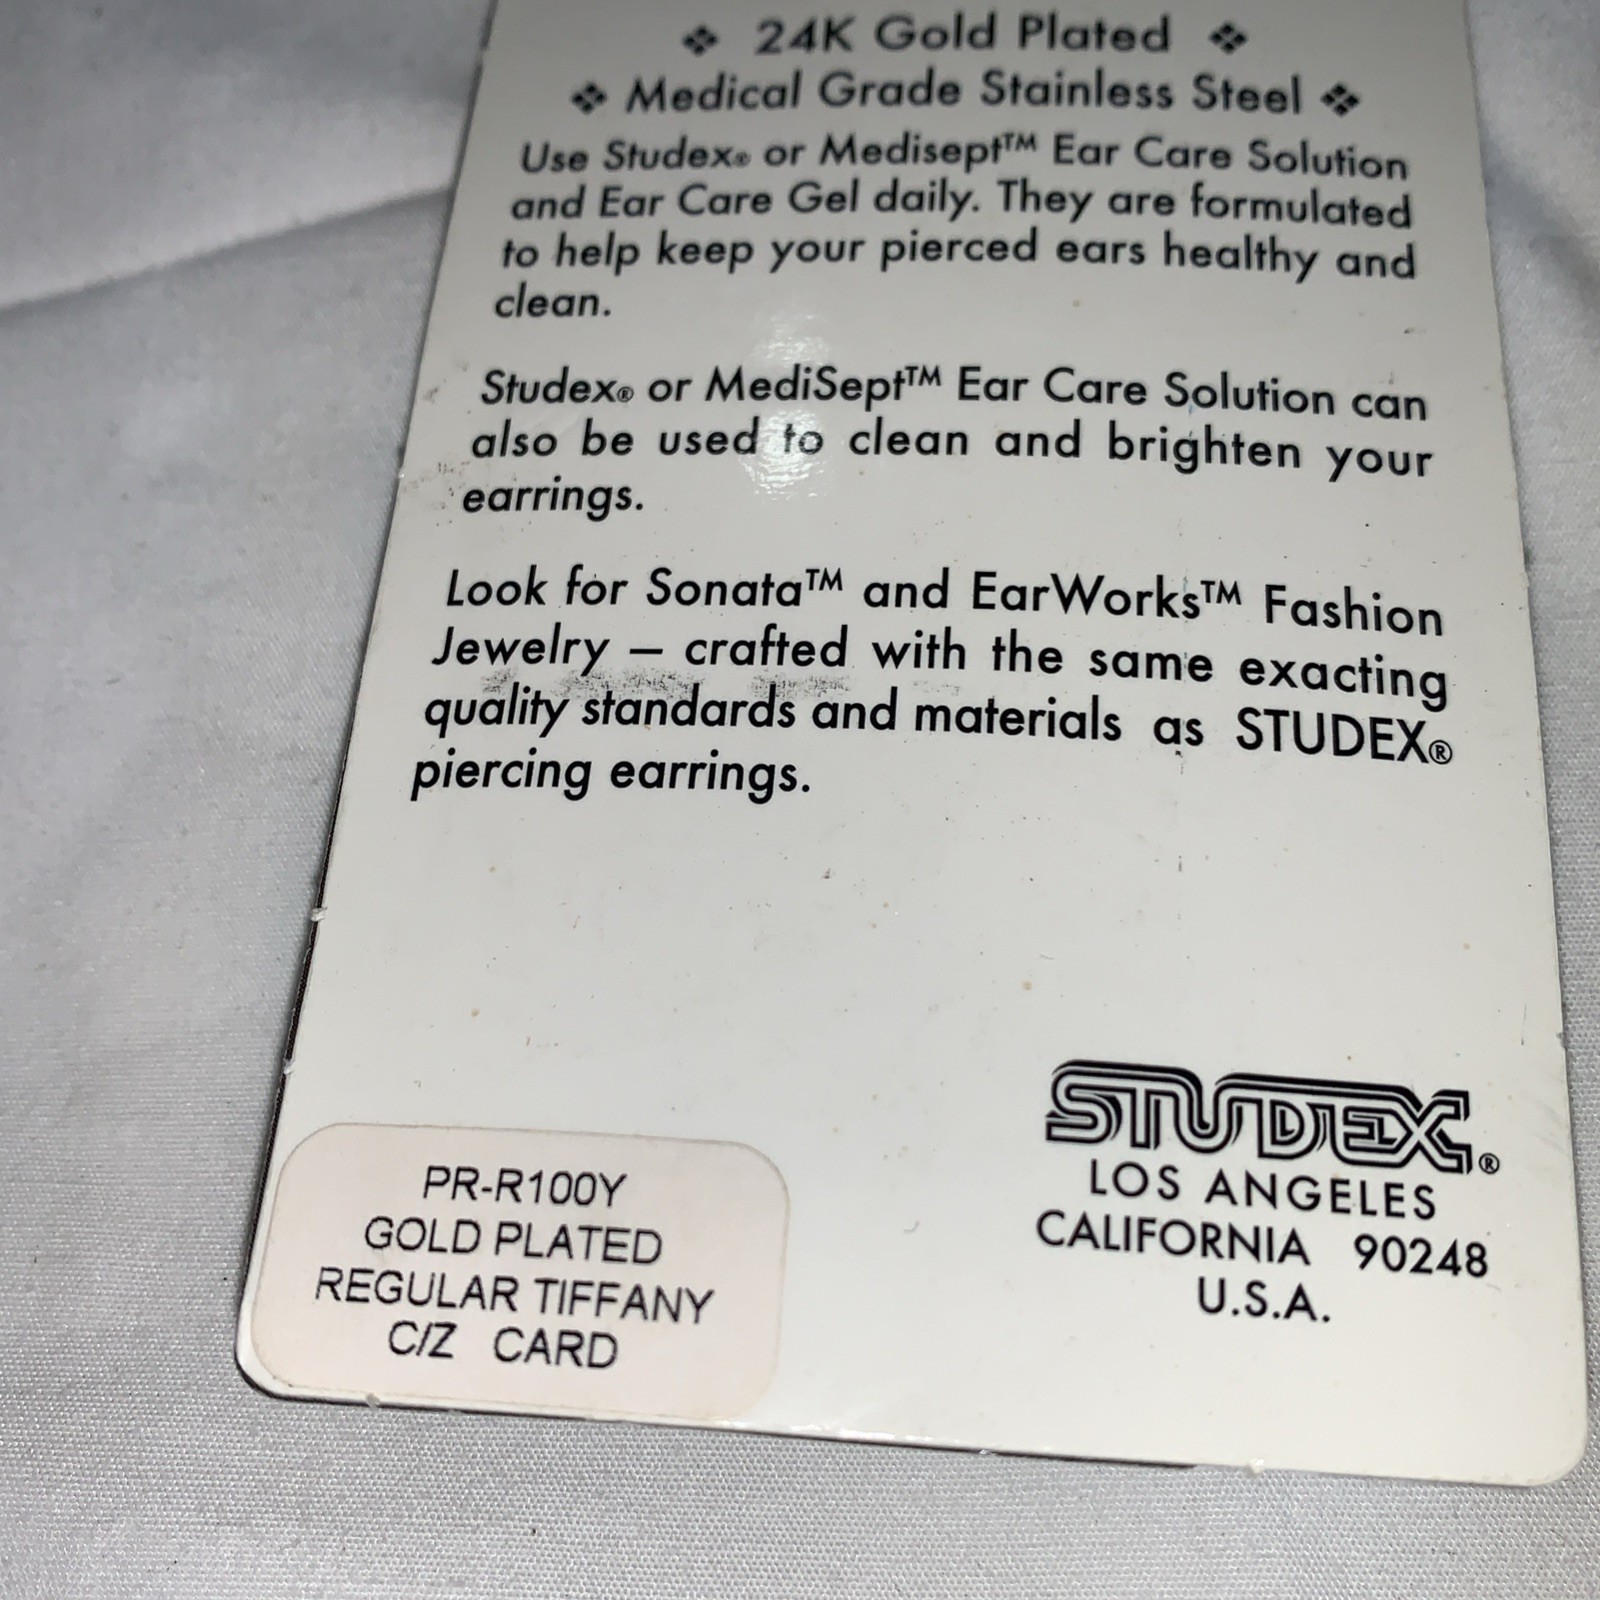 24K Gold Plated
Medical Grade Stainless Steel
Use Studex® or Medisept™ Ear Care Solution
and Ear Care Gel daily. They are formulated
to help keep your pierced ears healthy and
clean.
Studex® or MediSept™ Ear Care Solution can
also be used to clean and brighten your
earrings.
Look for Sonata™ and EarWorks™ Fashion
Jewelry – crafted with the same exacting
quality standards and materials as STUDEX®
piercing earrings.
STUDEX®
LOS ANGELES
CALIFORNIA 90248
U.S.A.
PR-R100Y
GOLD PLATED
REGULAR TIFFANY
C/Z CARD